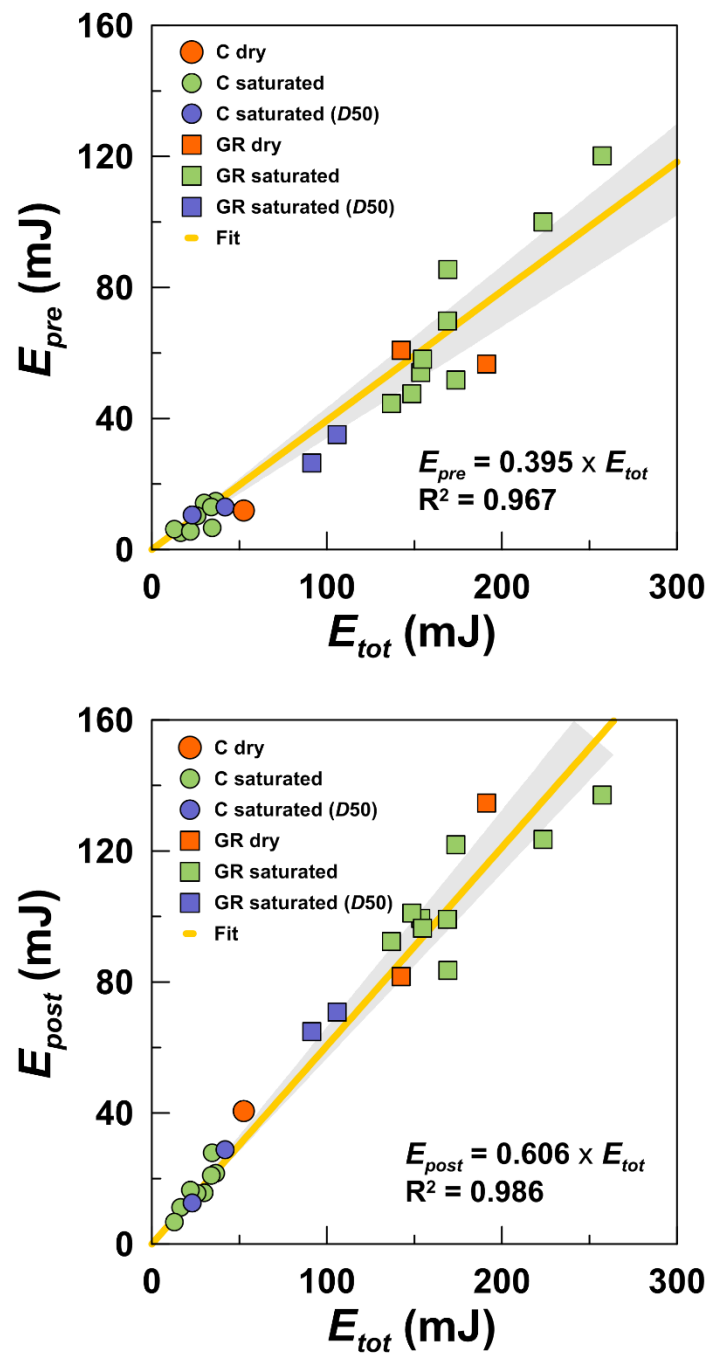 160
120
80
40
0
E_pre (mJ)
C dry
C saturated
C saturated (D50)
GR dry
GR saturated
GR saturated (D50)
Fit
E_pre = 0.395 x E_tot
R² = 0.967
0 100 200 300
E_tot (mJ)
160
120
80
40
0
E_post (mJ)
C dry
C saturated
C saturated (D50)
GR dry
GR saturated
GR saturated (D50)
Fit
E_post = 0.606 x E_tot
R² = 0.986
0 100 200 300
E_tot (mJ)